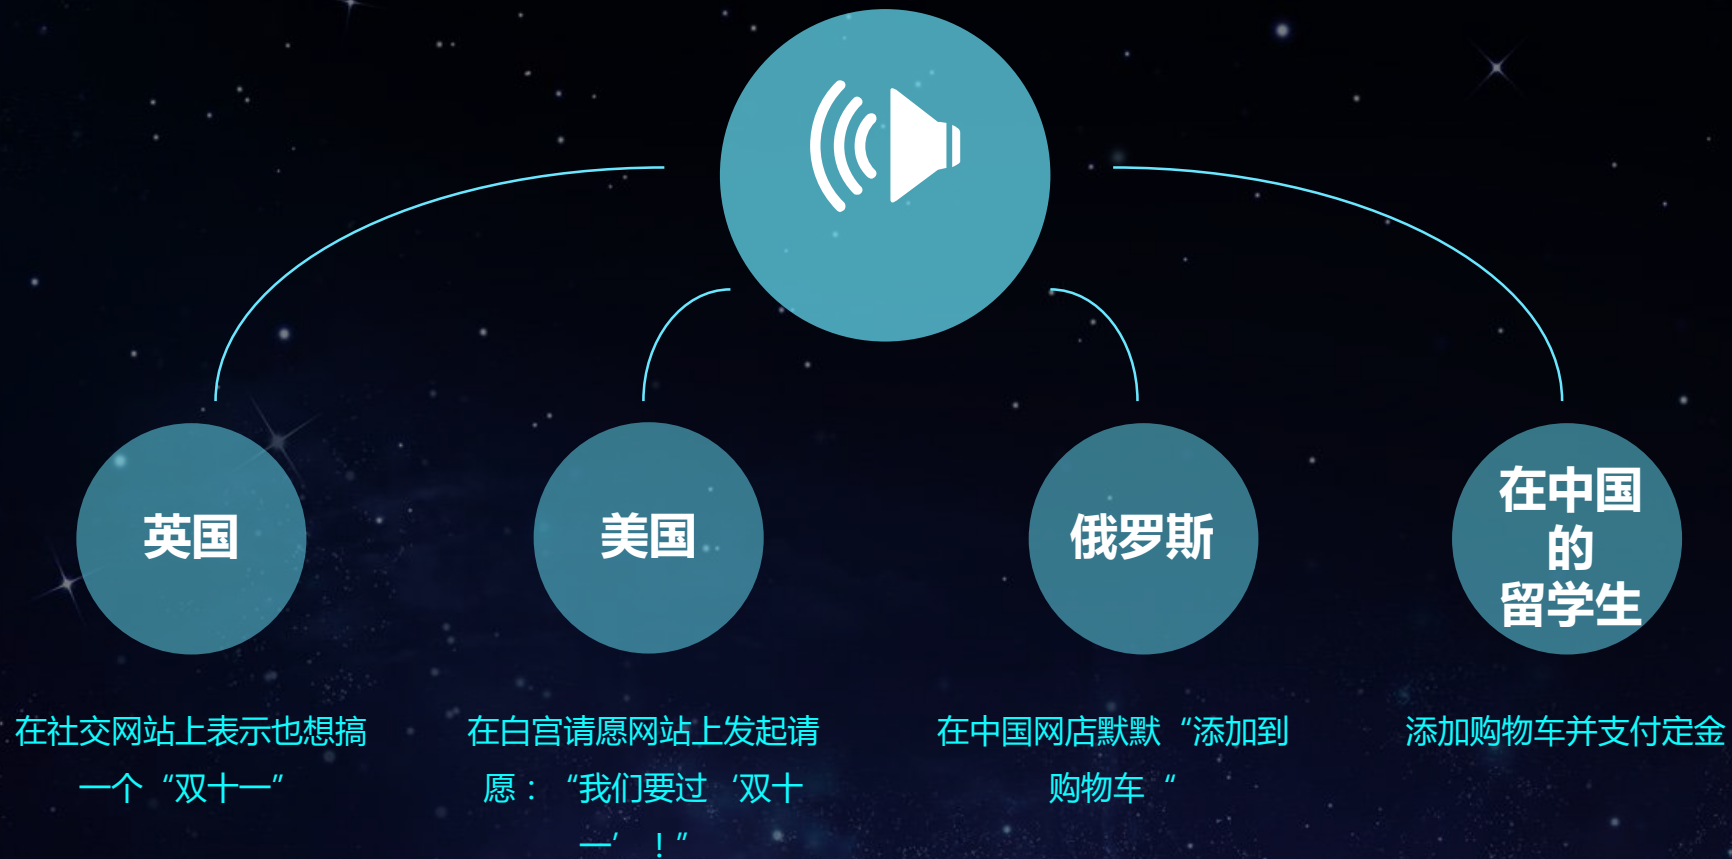 英国
美国
俄罗斯
在中国
的
留学生
在社交网站上表示也想搞
一个“双十一”
在白宫请愿网站上发起请
愿：“我们要过‘双十
一’！”
在中国网店默默“添加到
购物车“
添加购物车并支付定金